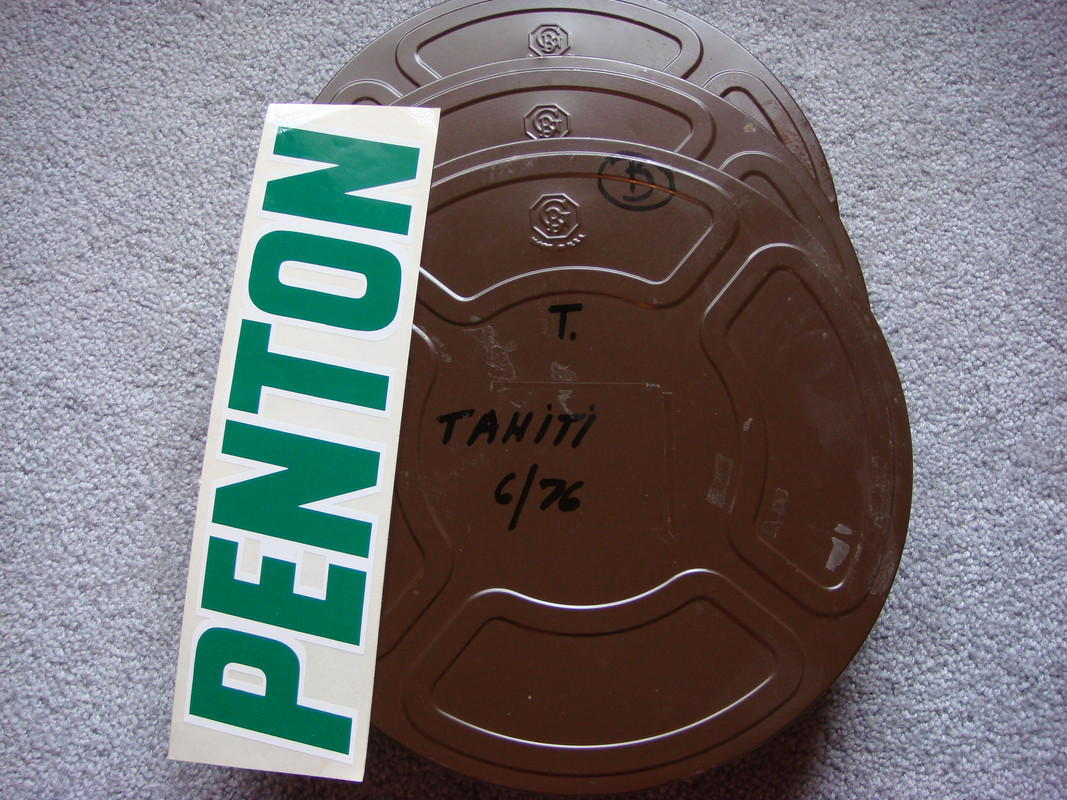 PENTON
B
T.
TAHiTi
6/76